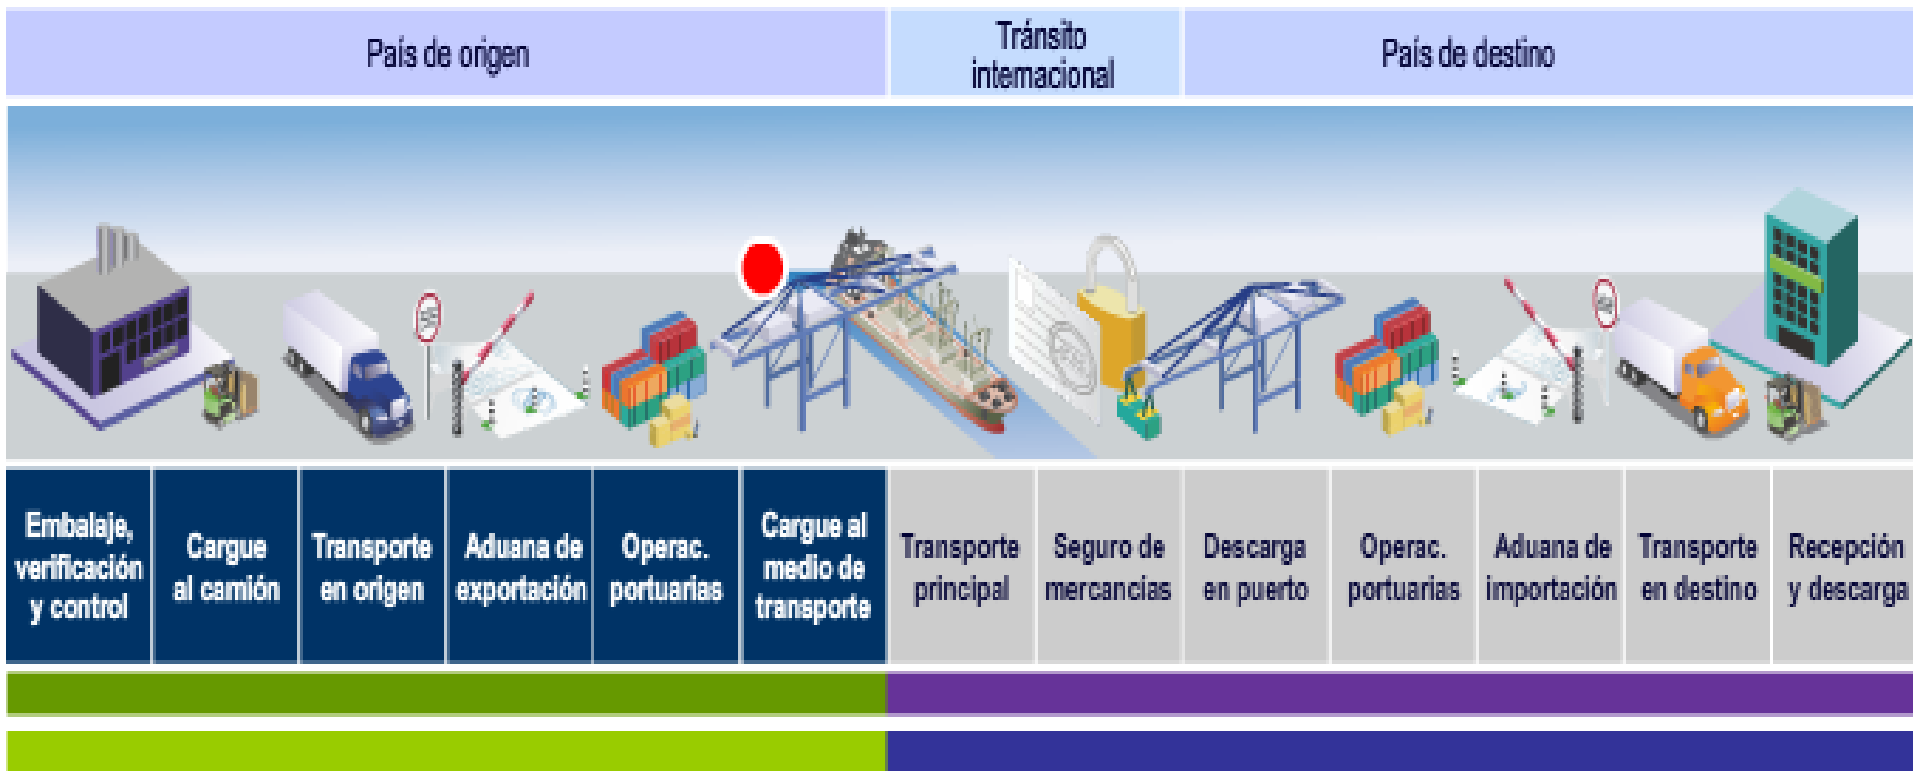 País de origen
Tránsito
internacional
País de destino
Embalaje,
verificación
y control
Cargue
al camión
Transporte
en origen
Aduana de
exportación
Operac.
portuarias
Cargue al
medio de
transporte
Transporte
principal
Seguro de
mercancías
Descarga
en puerto
Operac.
portuarias
Aduana de
importación
Transporte
en destino
Recepción
y descarga